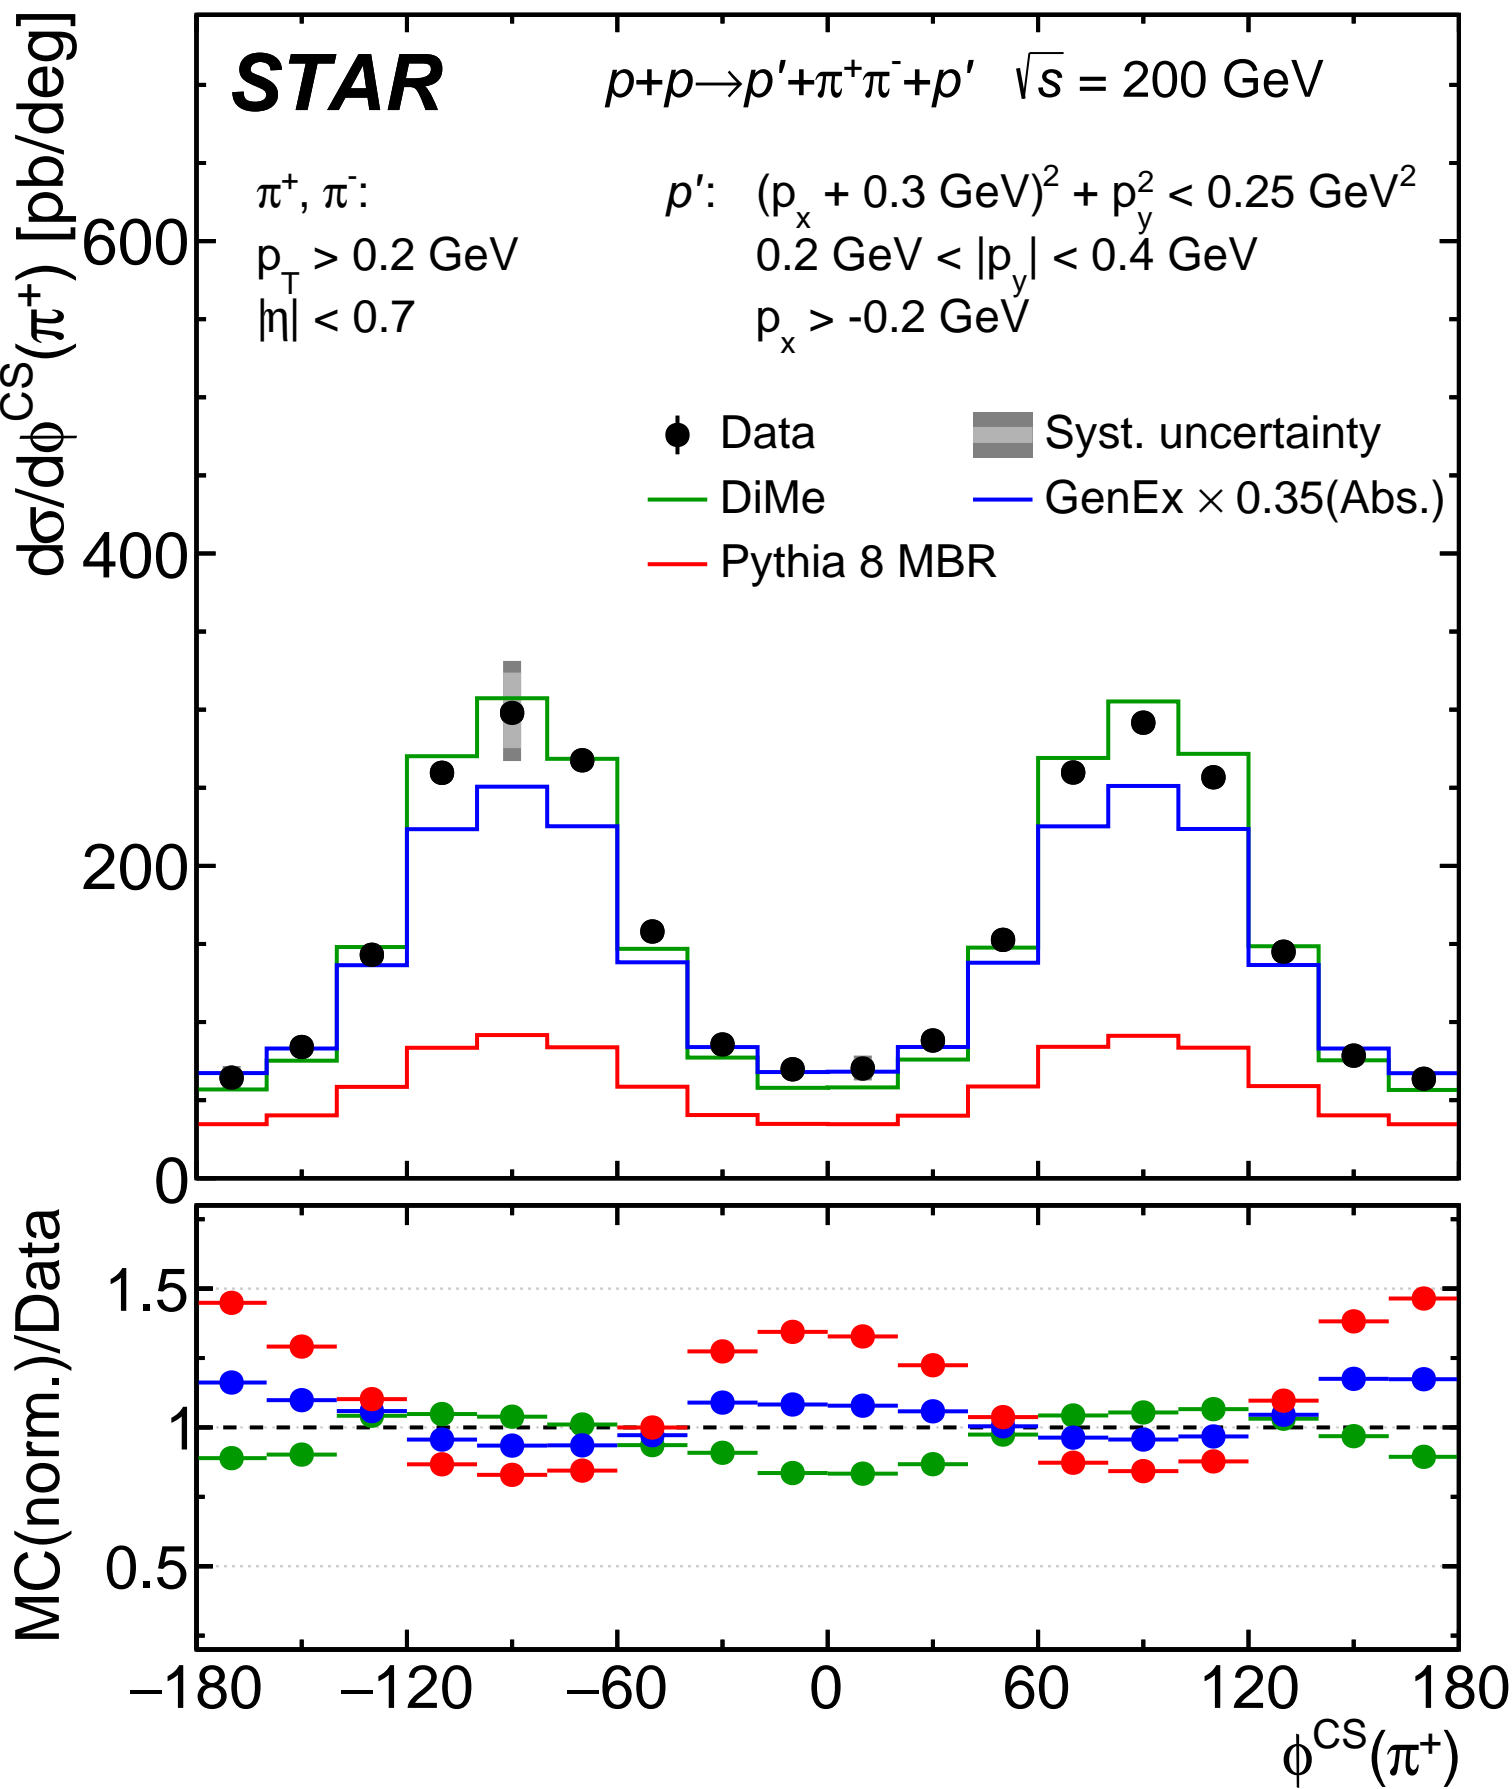 STAR p+p→p′+π⁺π⁻+p′ √s = 200 GeV
π⁺, π⁻: p′: (pₓ + 0.3 GeV)² + p_y² < 0.25 GeV²
p_T > 0.2 GeV 0.2 GeV < |p_y| < 0.4 GeV
|η| < 0.7 pₓ > -0.2 GeV
Data Syst. uncertainty
DiMe GenEx × 0.35(Abs.)
Pythia 8 MBR
dσ/dϕ^CS(π⁺) [pb/deg]
600
400
200
0
MC(norm.)/Data
1.5
1
0.5
−180 −120 −60 0 60 120 180
ϕ^CS(π⁺)